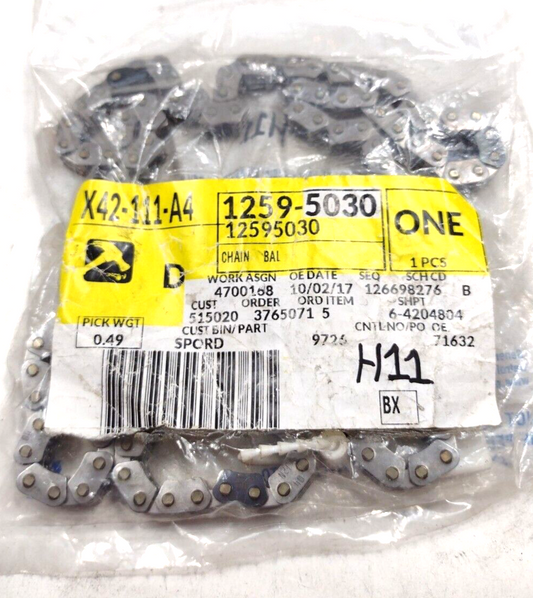 X42-111-A4 1259-5030 ONE
12595030
CHAIN BAL 1 PCS
D WORK ASGN OE DATE SEQ SCH CD
4700168 10/02/17 126698276 B
CUST ORDER ORD ITEM SHPT
515020 3765071 5 6-4204804
PICK WGT CUST BIN/PART CNTL NO/PO OE
0.49 SPORD 9726 71632
H11
BX